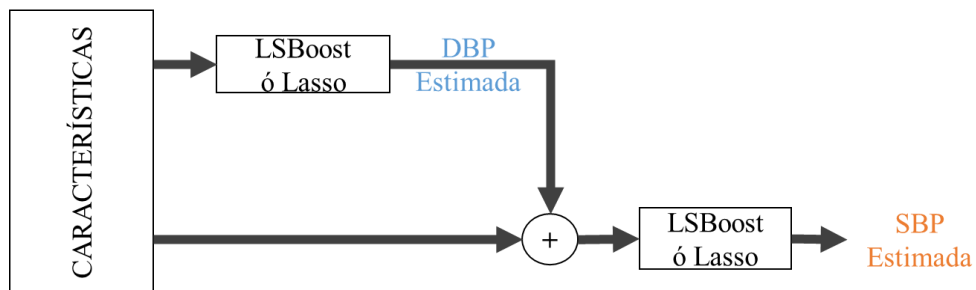 CARACTERÍSTICAS
LSBoost
ó Lasso
DBP
Estimada
+
LSBoost
ó Lasso
SBP
Estimada